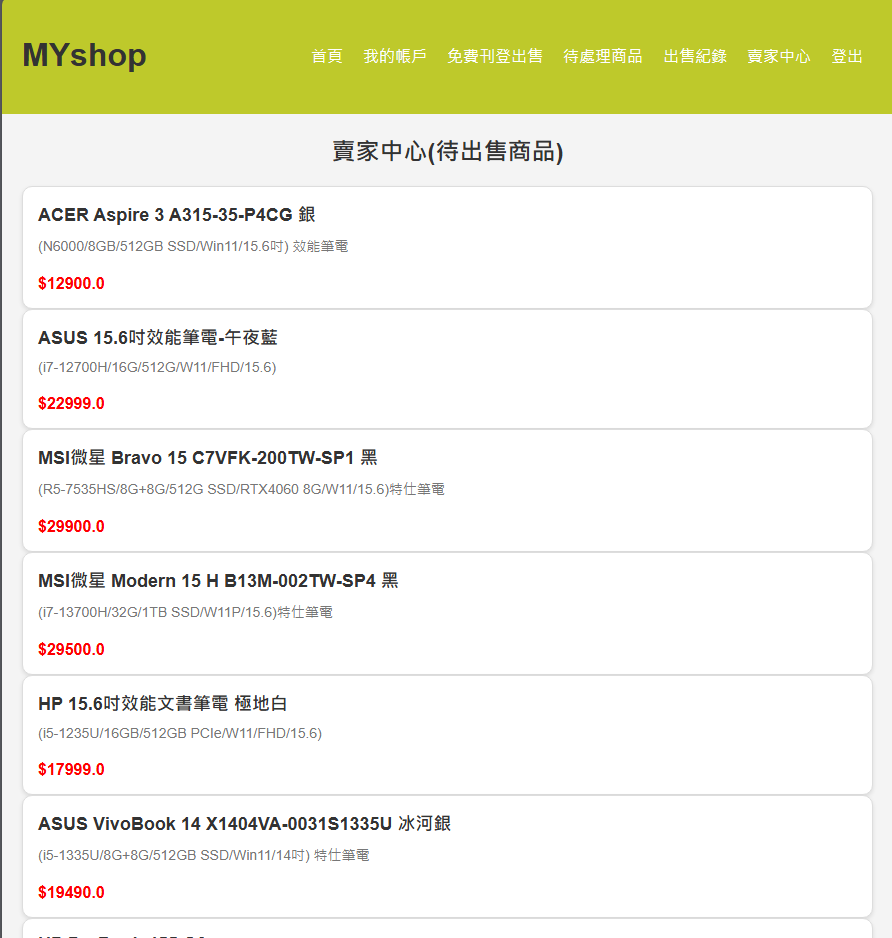 MYshop
首頁 我的帳戶 免費刊登出售 待處理商品 出售紀錄 賣家中心 登出
賣家中心(待出售商品)
ACER Aspire 3 A315-35-P4CG 銀
(N6000/8GB/512GB SSD/Win11/15.6吋) 效能筆電
$12900.0
ASUS 15.6吋效能筆電-午夜藍
(i7-12700H/16G/512G/W11/FHD/15.6)
$22999.0
MSI微星 Bravo 15 C7VFK-200TW-SP1 黑
(R5-7535HS/8G+8G/512G SSD/RTX4060 8G/W11/15.6)特仕筆電
$29900.0
MSI微星 Modern 15 H B13M-002TW-SP4 黑
(i7-13700H/32G/1TB SSD/W11P/15.6)特仕筆電
$29500.0
HP 15.6吋效能文書筆電 極地白
(i5-1235U/16GB/512GB PCIe/W11/FHD/15.6)
$17999.0
ASUS VivoBook 14 X1404VA-0031S1335U 冰河銀
(i5-1335U/8G+8G/512GB SSD/Win11/14吋) 特仕筆電
$19490.0